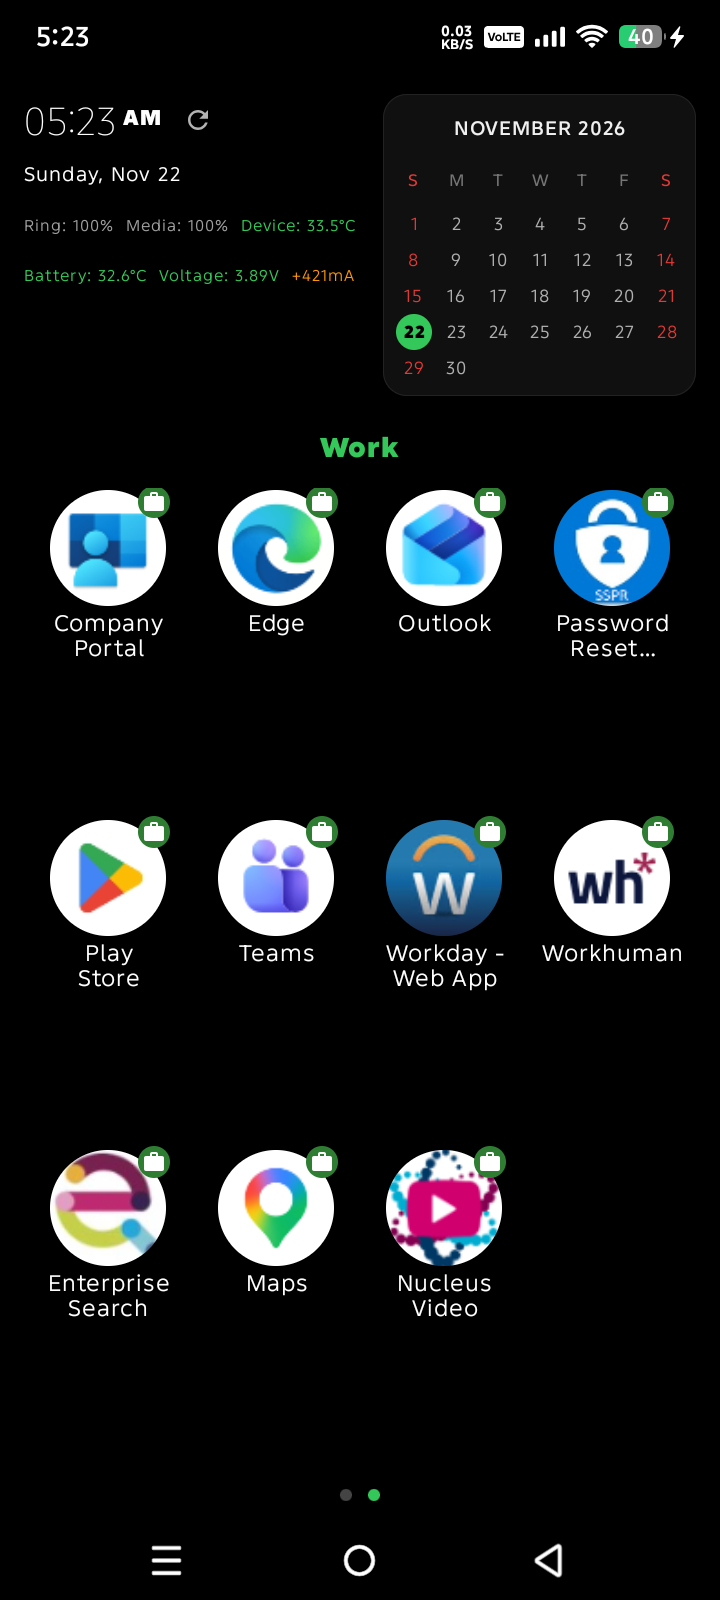 5:23
0.03
KB/S
VoLTE
40
05:23 AM
Sunday, Nov 22
Ring: 100% Media: 100% Device: 33.5°C
Battery: 32.6°C Voltage: 3.89V +421mA
NOVEMBER 2026
S M T W T F S
1 2 3 4 5 6 7
8 9 10 11 12 13 14
15 16 17 18 19 20 21
22 23 24 25 26 27 28
29 30
Work
SSPR
Company
Portal
Edge
Outlook
Password
Reset...
W
wh*
Play
Store
Teams
Workday -
Web App
Workhuman
Enterprise
Search
Maps
Nucleus
Video